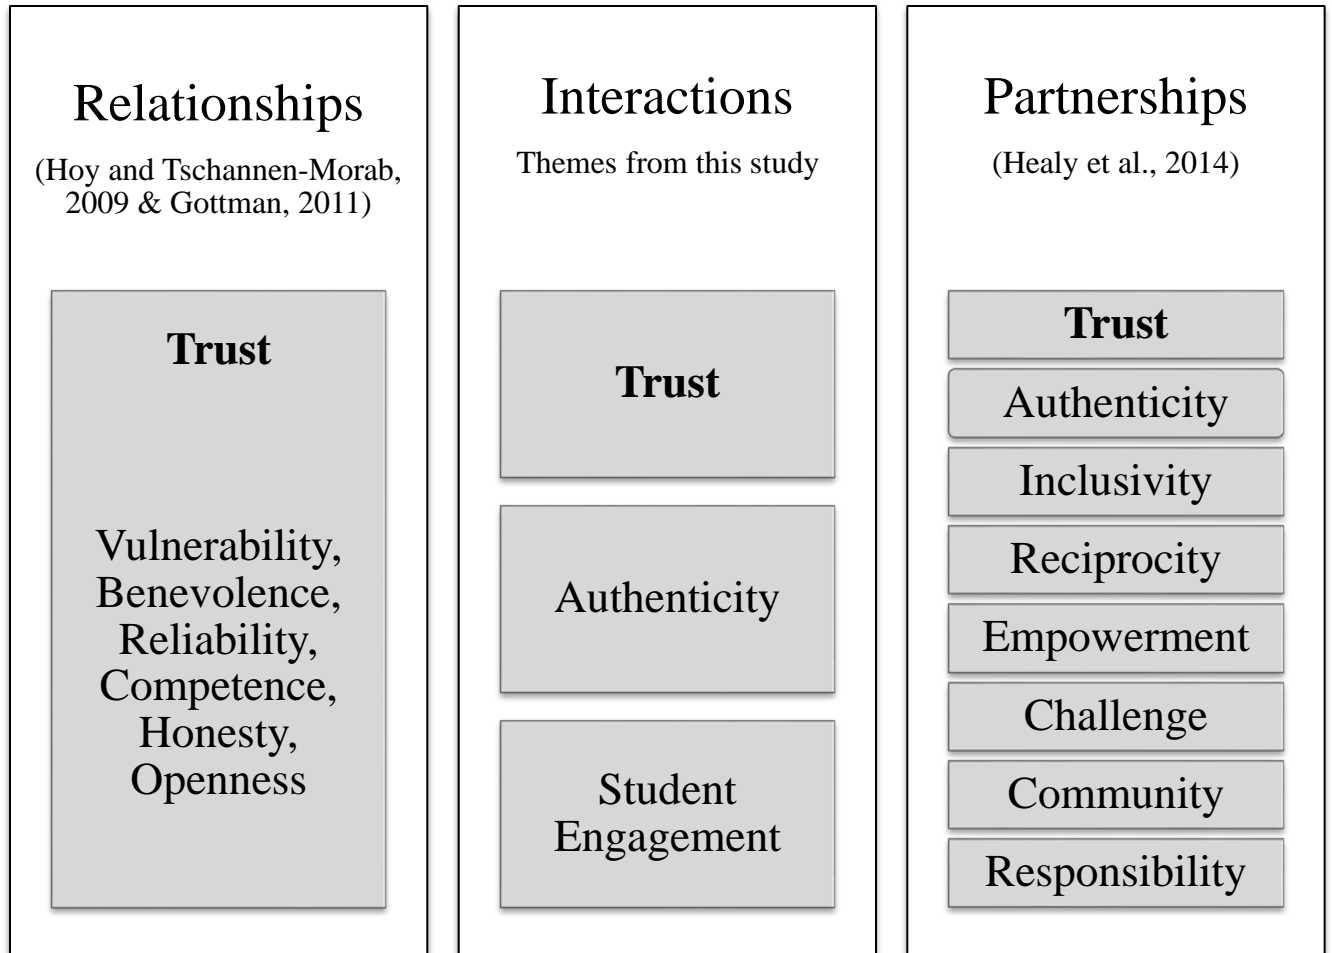 Relationships
(Hoy and Tschannen-Morab,
2009 & Gottman, 2011)
Trust
Vulnerability,
Benevolence,
Reliability,
Competence,
Honesty,
Openness
Interactions
Themes from this study
Trust
Authenticity
Student
Engagement
Partnerships
(Healy et al., 2014)
Trust
Authenticity
Inclusivity
Reciprocity
Empowerment
Challenge
Community
Responsibility